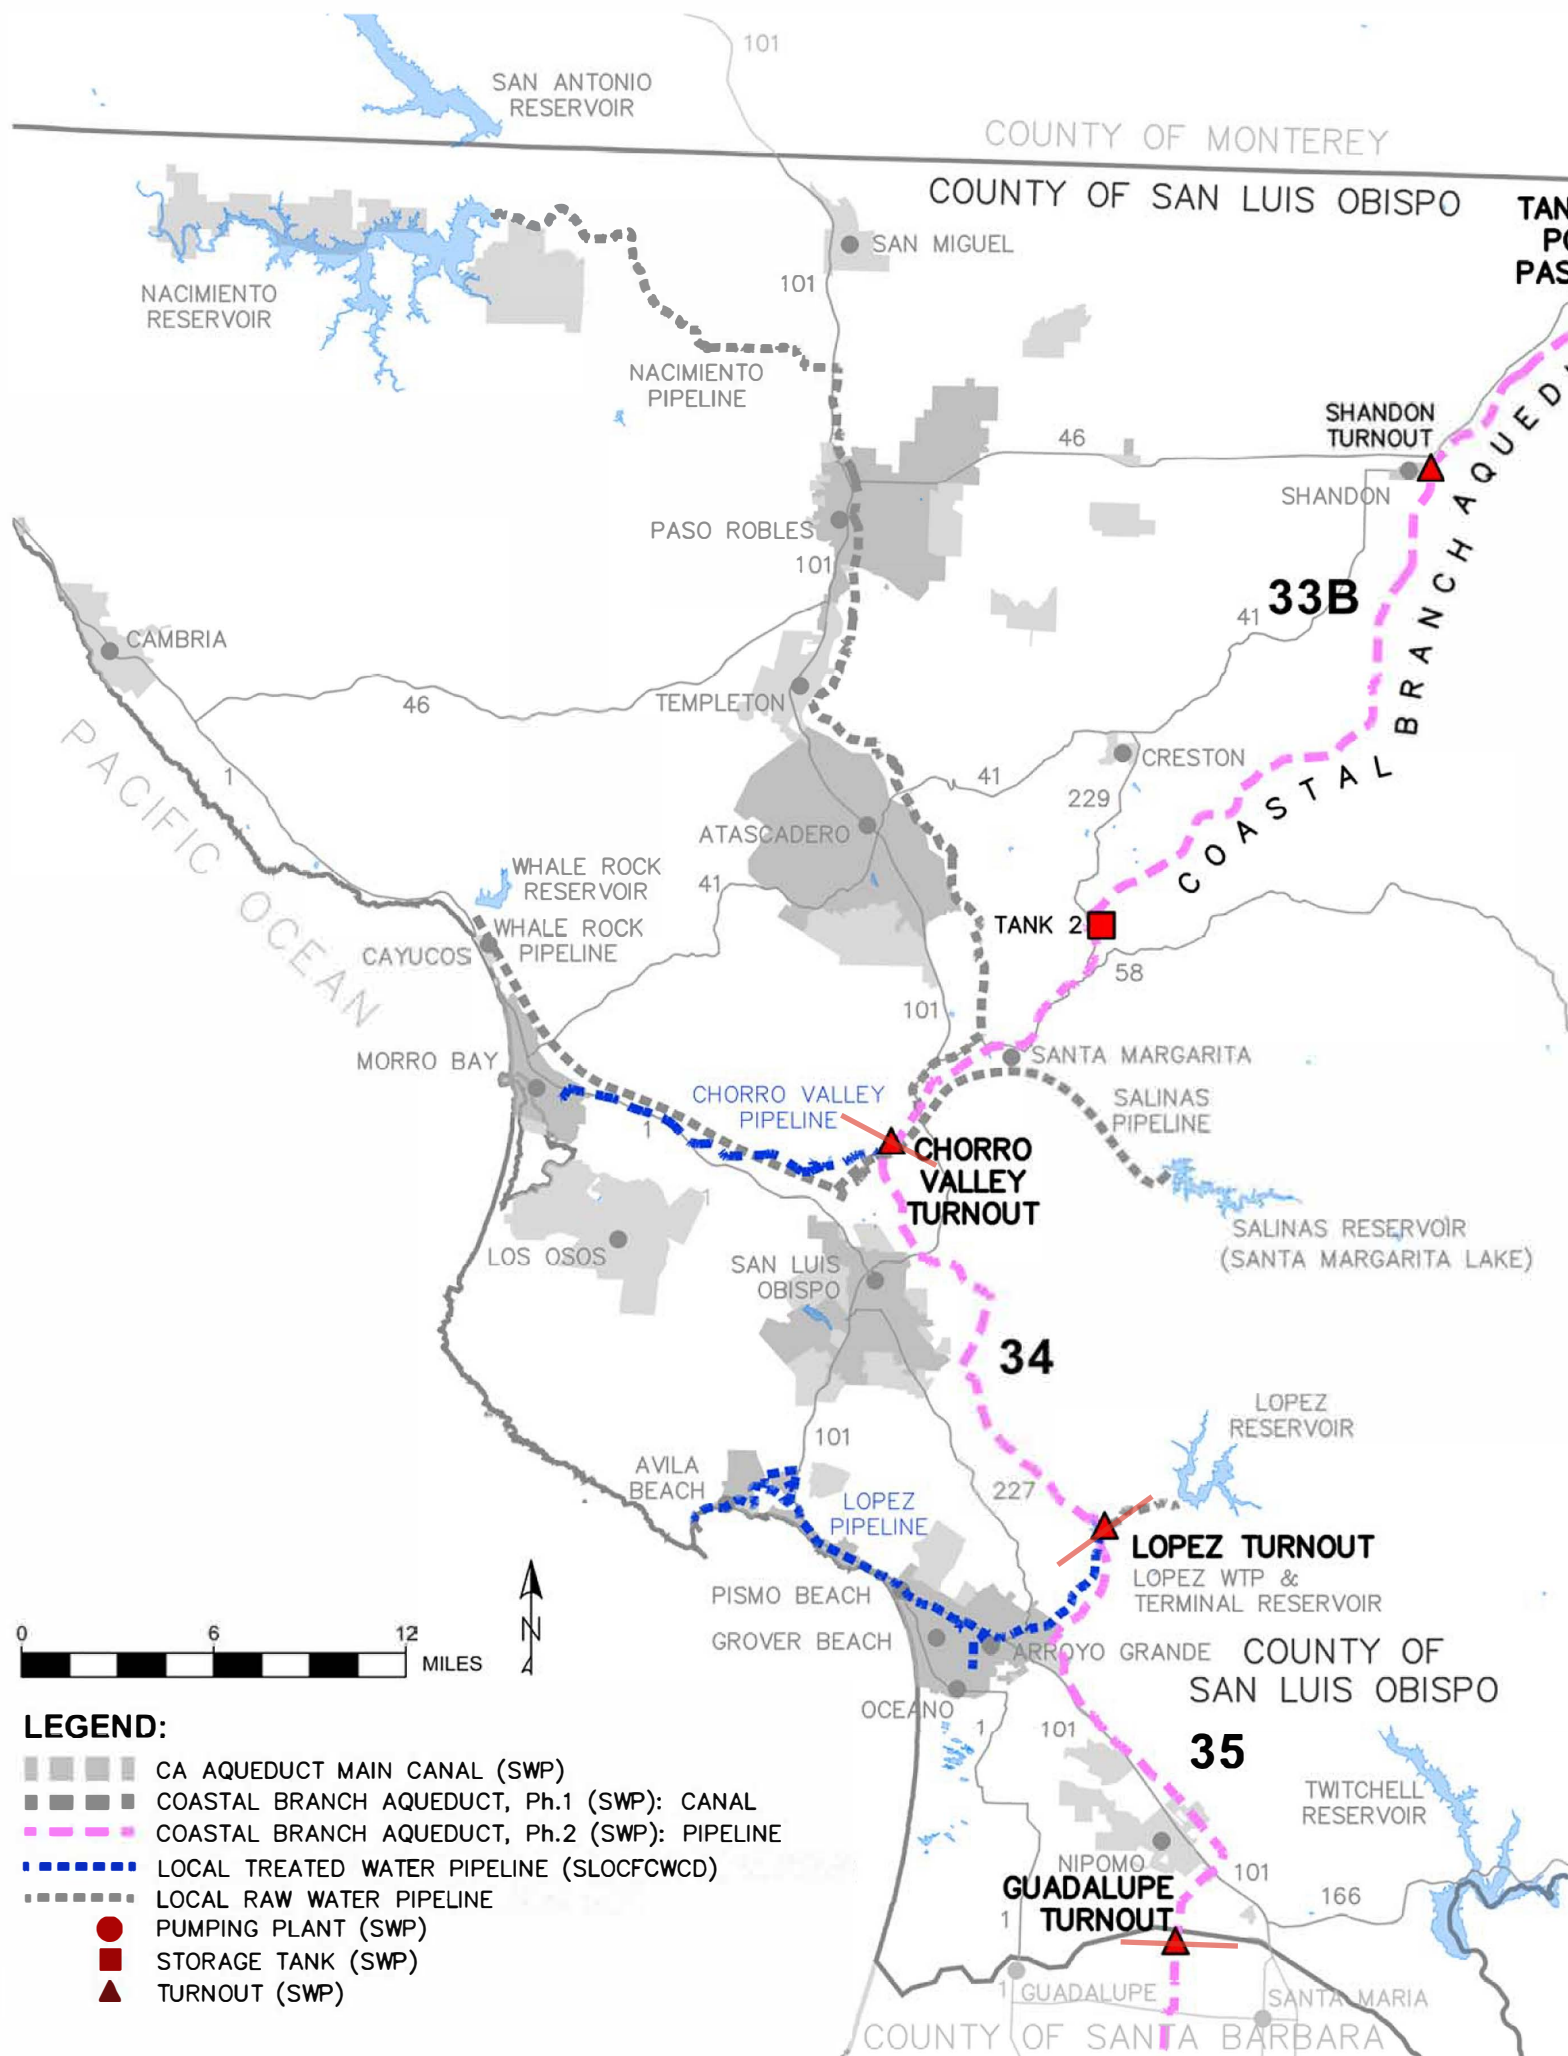 101
SAN ANTONIO
RESERVOIR
COUNTY OF MONTEREY
COUNTY OF SAN LUIS OBISPO
TAN
PO
PAS
SAN MIGUEL
101
NACIMIENTO
RESERVOIR
NACIMIENTO
PIPELINE
SHANDON
TURNOUT
46
SHANDON
PASO ROBLES
101
33B
41
COASTAL BRANCH AQUEDU
CAMBRIA
46
TEMPLETON
PACIFIC OCEAN
1
CRESTON
41
229
ATASCADERO
WHALE ROCK
RESERVOIR
41
WHALE ROCK
PIPELINE
CAYUCOS
TANK 2
58
101
MORRO BAY
SANTA MARGARITA
CHORRO VALLEY
PIPELINE
SALINAS
PIPELINE
1
CHORRO
VALLEY
TURNOUT
1
SALINAS RESERVOIR
(SANTA MARGARITA LAKE)
LOS OSOS
SAN LUIS
OBISPO
34
LOPEZ
RESERVOIR
101
AVILA
BEACH
227
LOPEZ
PIPELINE
LOPEZ TURNOUT
LOPEZ WTP &
TERMINAL RESERVOIR
PISMO BEACH
GROVER BEACH
ARROYO GRANDE
COUNTY OF
SAN LUIS OBISPO
OCEANO
1
101
35
TWITCHELL
RESERVOIR
NIPOMO
101
166
GUADALUPE
TURNOUT
1
1
GUADALUPE
SANTA MARIA
COUNTY OF SANTA BARBARA
0 6 12
MILES
N
LEGEND:
CA AQUEDUCT MAIN CANAL (SWP)
COASTAL BRANCH AQUEDUCT, Ph.1 (SWP): CANAL
COASTAL BRANCH AQUEDUCT, Ph.2 (SWP): PIPELINE
LOCAL TREATED WATER PIPELINE (SLOCFCWCD)
LOCAL RAW WATER PIPELINE
PUMPING PLANT (SWP)
STORAGE TANK (SWP)
TURNOUT (SWP)